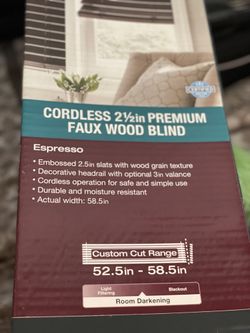 CORDLESS 2½in PREMIUM
FAUX WOOD BLIND
Espresso
• Embossed 2.5in slats with wood grain texture
• Decorative headrail with optional 3in valance
• Cordless operation for safe and simple use
• Durable and moisture resistant
• Actual width: 58.5in
Custom Cut Range
52.5in - 58.5in
Light
Filtering
Blackout
Room Darkening